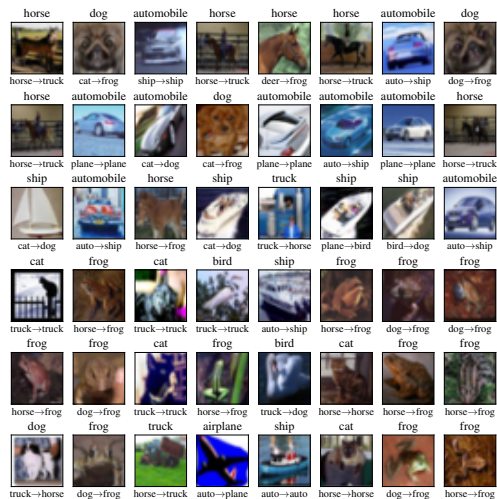 horse dog automobile horse horse horse automobile dog
horse→truck cat→frog ship→ship horse→truck deer→frog horse→truck auto→ship dog→frog
horse automobile automobile dog automobile automobile automobile horse
horse→truck plane→plane cat→dog cat→frog plane→plane auto→ship plane→plane horse→truck
ship automobile horse ship truck ship ship automobile
cat→dog auto→ship horse→frog cat→dog truck→horse plane→bird bird→dog auto→ship
cat frog cat bird ship frog frog frog
truck→truck horse→frog truck→truck truck→truck auto→ship horse→frog dog→frog dog→frog
frog frog cat frog bird cat frog frog
horse→frog dog→frog truck→truck horse→frog truck→dog horse→horse horse→frog horse→frog
dog frog truck airplane ship cat frog frog
truck→horse dog→frog horse→truck auto→plane auto→auto horse→horse dog→frog horse→frog